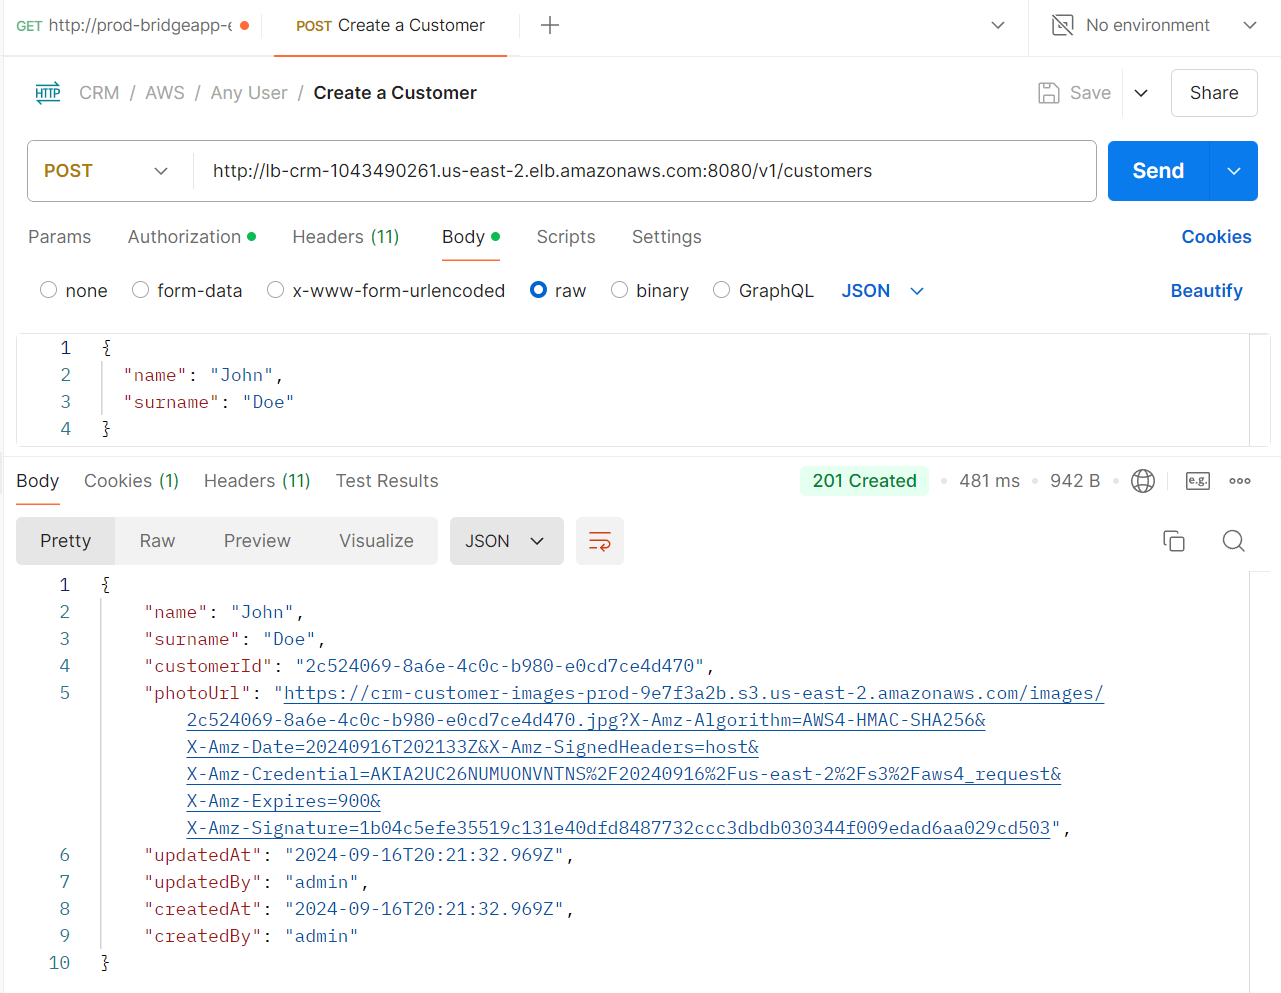 GET http://prod-bridgeapp-e POST Create a Customer No environment
HTTP CRM / AWS / Any User / Create a Customer Save Share
POST http://lb-crm-1043490261.us-east-2.elb.amazonaws.com:8080/v1/customers Send
Params Authorization Headers (11) Body Scripts Settings Cookies
none form-data x-www-form-urlencoded raw binary GraphQL JSON Beautify
1 {
2 "name": "John",
3 "surname": "Doe"
4 }
Body Cookies (1) Headers (11) Test Results 201 Created 481 ms 942 B e.g.
Pretty Raw Preview Visualize JSON
1 {
2 "name": "John",
3 "surname": "Doe",
4 "customerId": "2c524069-8a6e-4c0c-b980-e0cd7ce4d470",
5 "photoUrl": "https://crm-customer-images-prod-9e7f3a2b.s3.us-east-2.amazonaws.com/images/
2c524069-8a6e-4c0c-b980-e0cd7ce4d470.jpg?X-Amz-Algorithm=AWS4-HMAC-SHA256&
X-Amz-Date=20240916T202133Z&X-Amz-SignedHeaders=host&
X-Amz-Credential=AKIA2UC26NUMUONVNTNS%2F20240916%2Fus-east-2%2Fs3%2Faws4_request&
X-Amz-Expires=900&
X-Amz-Signature=1b04c5efe35519c131e40dfd8487732ccc3dbdb030344f009edad6aa029cd503",
6 "updatedAt": "2024-09-16T20:21:32.969Z",
7 "updatedBy": "admin",
8 "createdAt": "2024-09-16T20:21:32.969Z",
9 "createdBy": "admin"
10 }